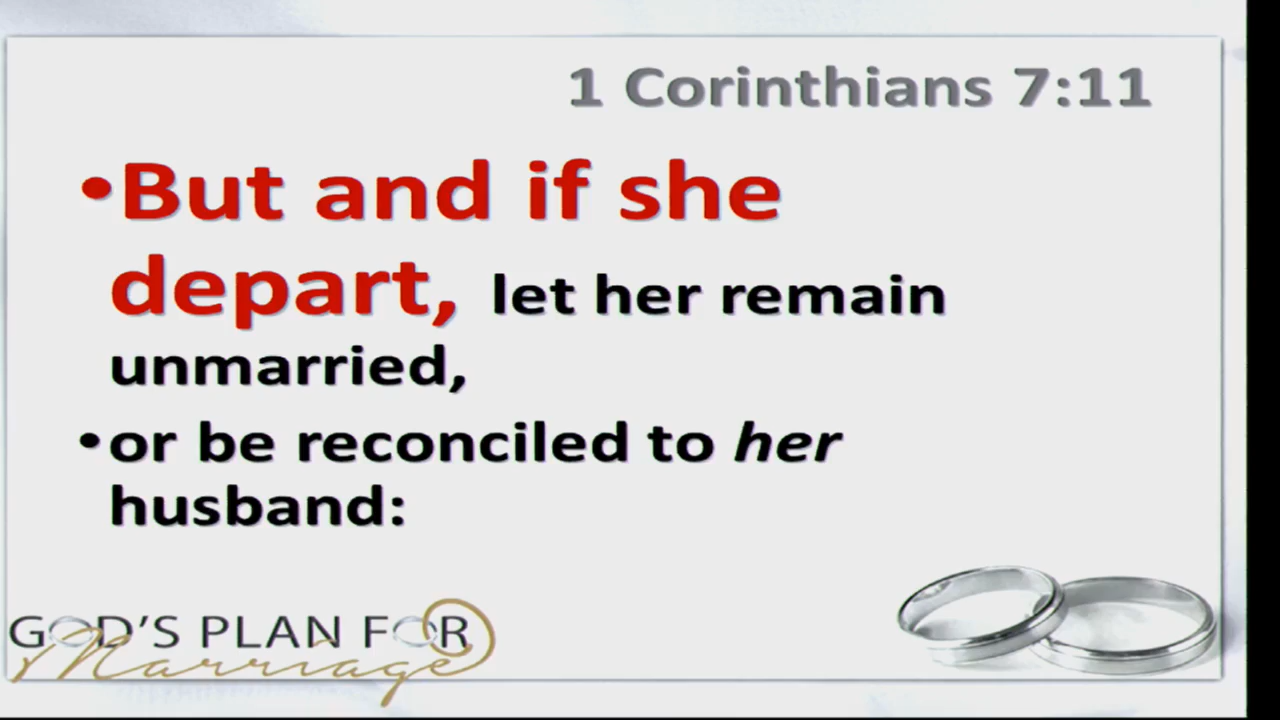 1 Corinthians 7:11
•But and if she
depart, let her remain
unmarried,
•or be reconciled to her
husband:
GOD'S PLAN FOR
Marriage